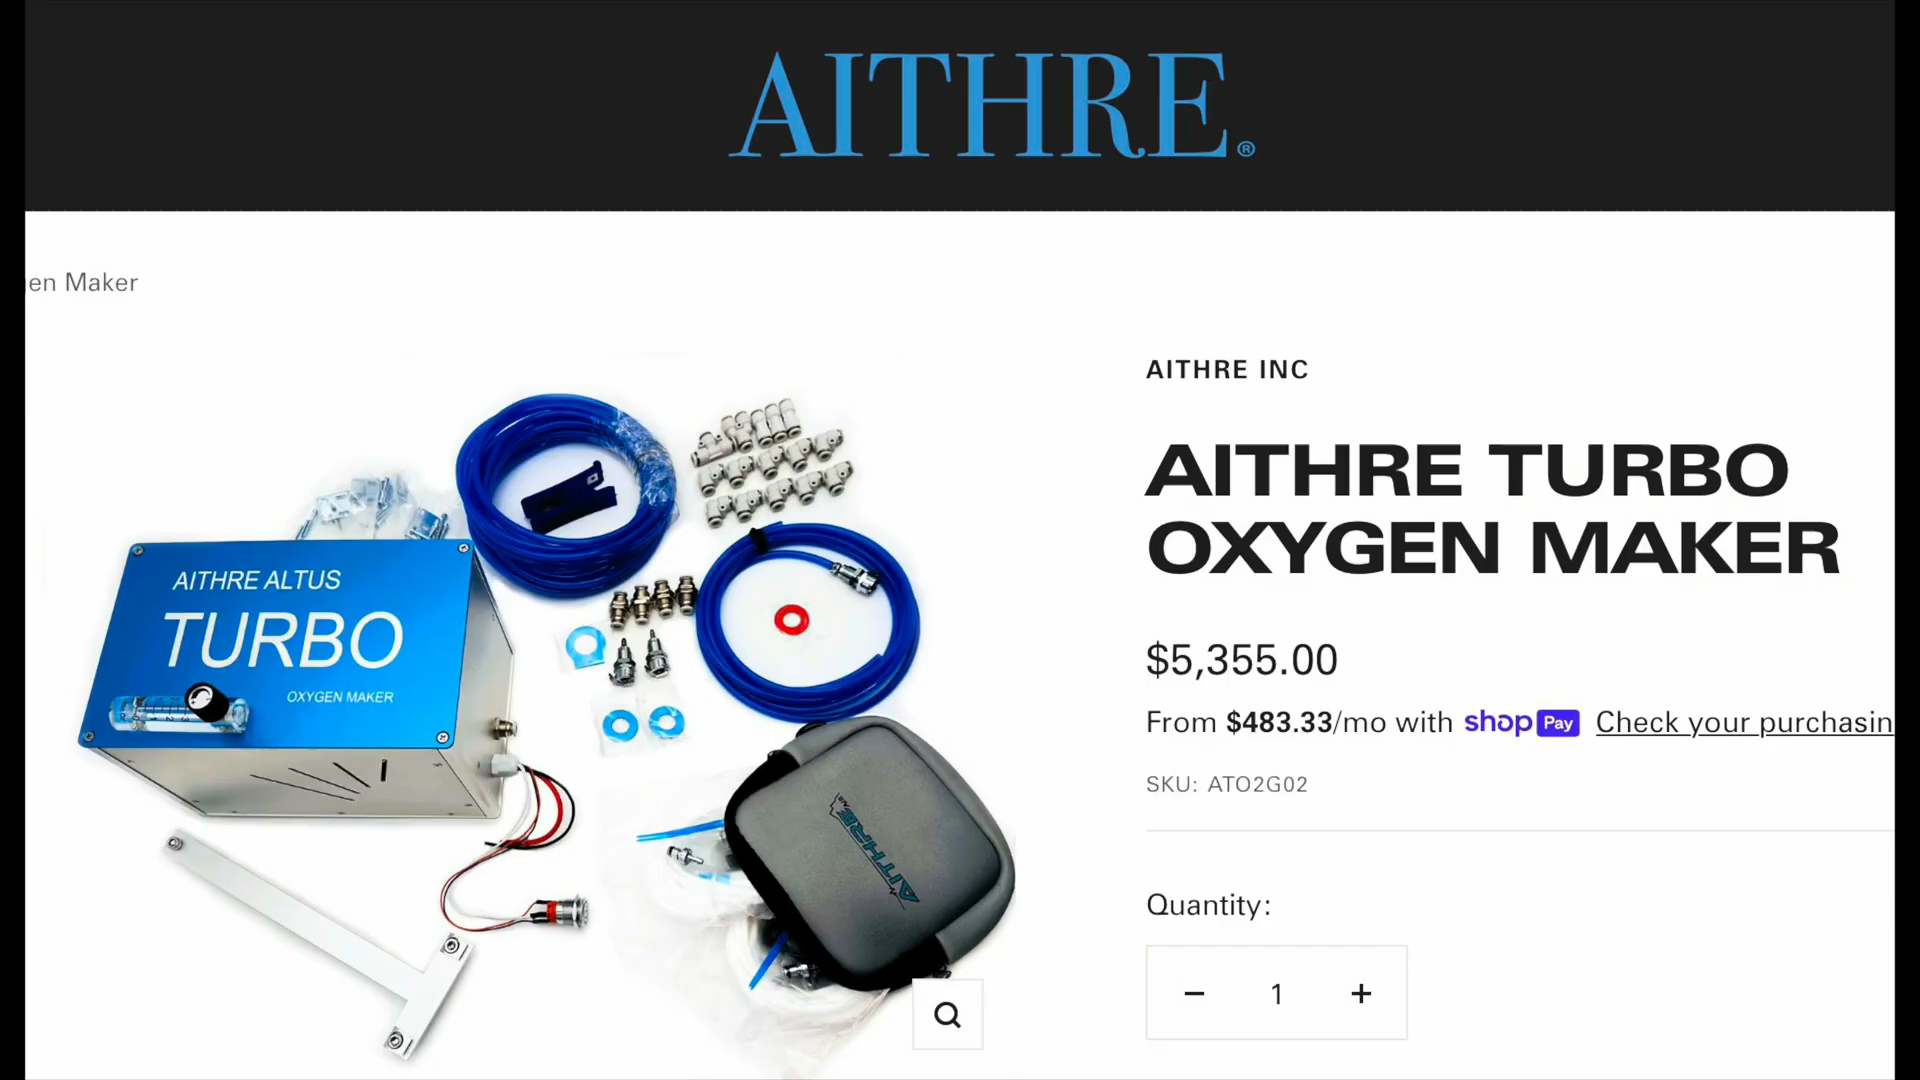 AITHRE®
en Maker
AITHRE INC
AITHRE TURBO
OXYGEN MAKER
$5,355.00
From $483.33/mo with shop Pay Check your purchasin
SKU: ATO2G02
Quantity:
− 1 +
AITHRE ALTUS
TURBO
OXYGEN MAKER
AITHRE